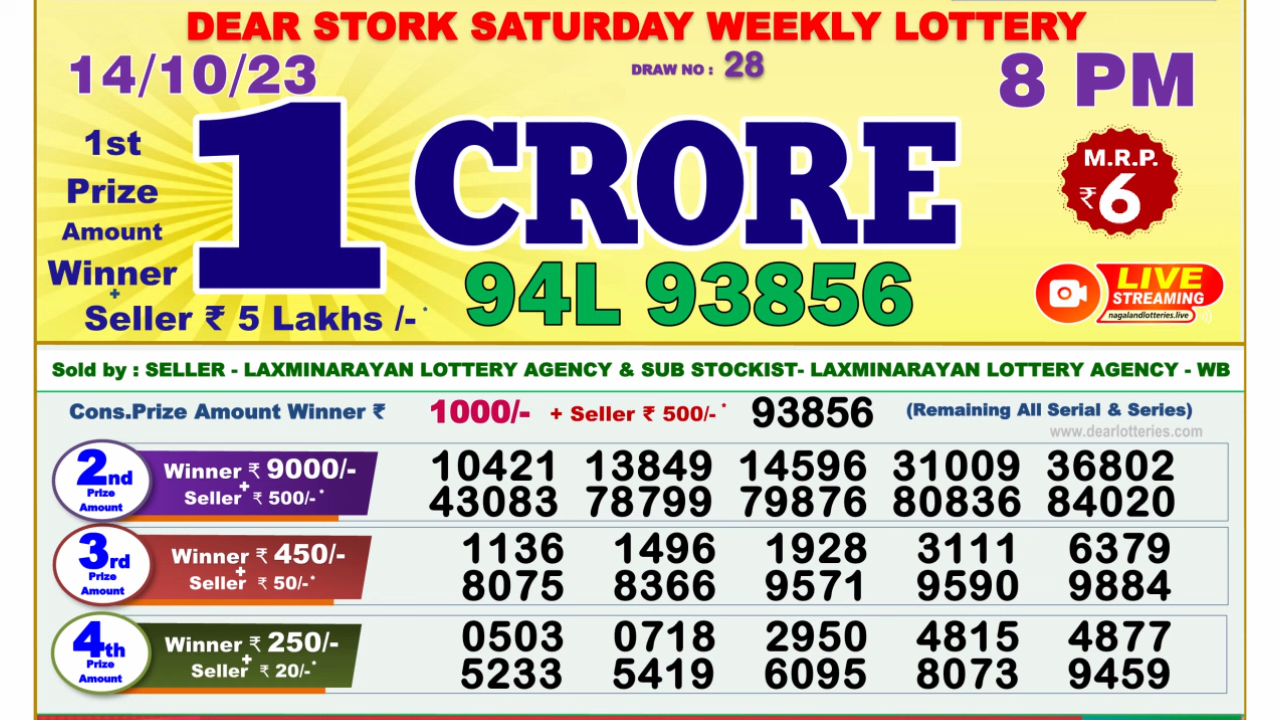 DEAR STORK SATURDAY WEEKLY LOTTERY
14/10/23
DRAW NO : 28
8 PM
1st
Prize
Amount
Winner
+
Seller ₹ 5 Lakhs /-*
1 CRORE
94L 93856
M.R.P.
₹6
LIVE
STREAMING
nagalandlotteries.live
Sold by : SELLER - LAXMINARAYAN LOTTERY AGENCY & SUB STOCKIST- LAXMINARAYAN LOTTERY AGENCY - WB
Cons.Prize Amount Winner ₹ 1000/- + Seller ₹ 500/-* 93856 (Remaining All Serial & Series)
www.dearlotteries.com
2nd
Prize
Amount
Winner ₹ 9000/-
+
Seller ₹ 500/-*
10421 13849 14596 31009 36802
43083 78799 79876 80836 84020
3rd
Prize
Amount
Winner ₹ 450/-
+
Seller ₹ 50/-*
1136 1496 1928 3111 6379
8075 8366 9571 9590 9884
4th
Prize
Amount
Winner ₹ 250/-
+
Seller ₹ 20/-*
0503 0718 2950 4815 4877
5233 5419 6095 8073 9459